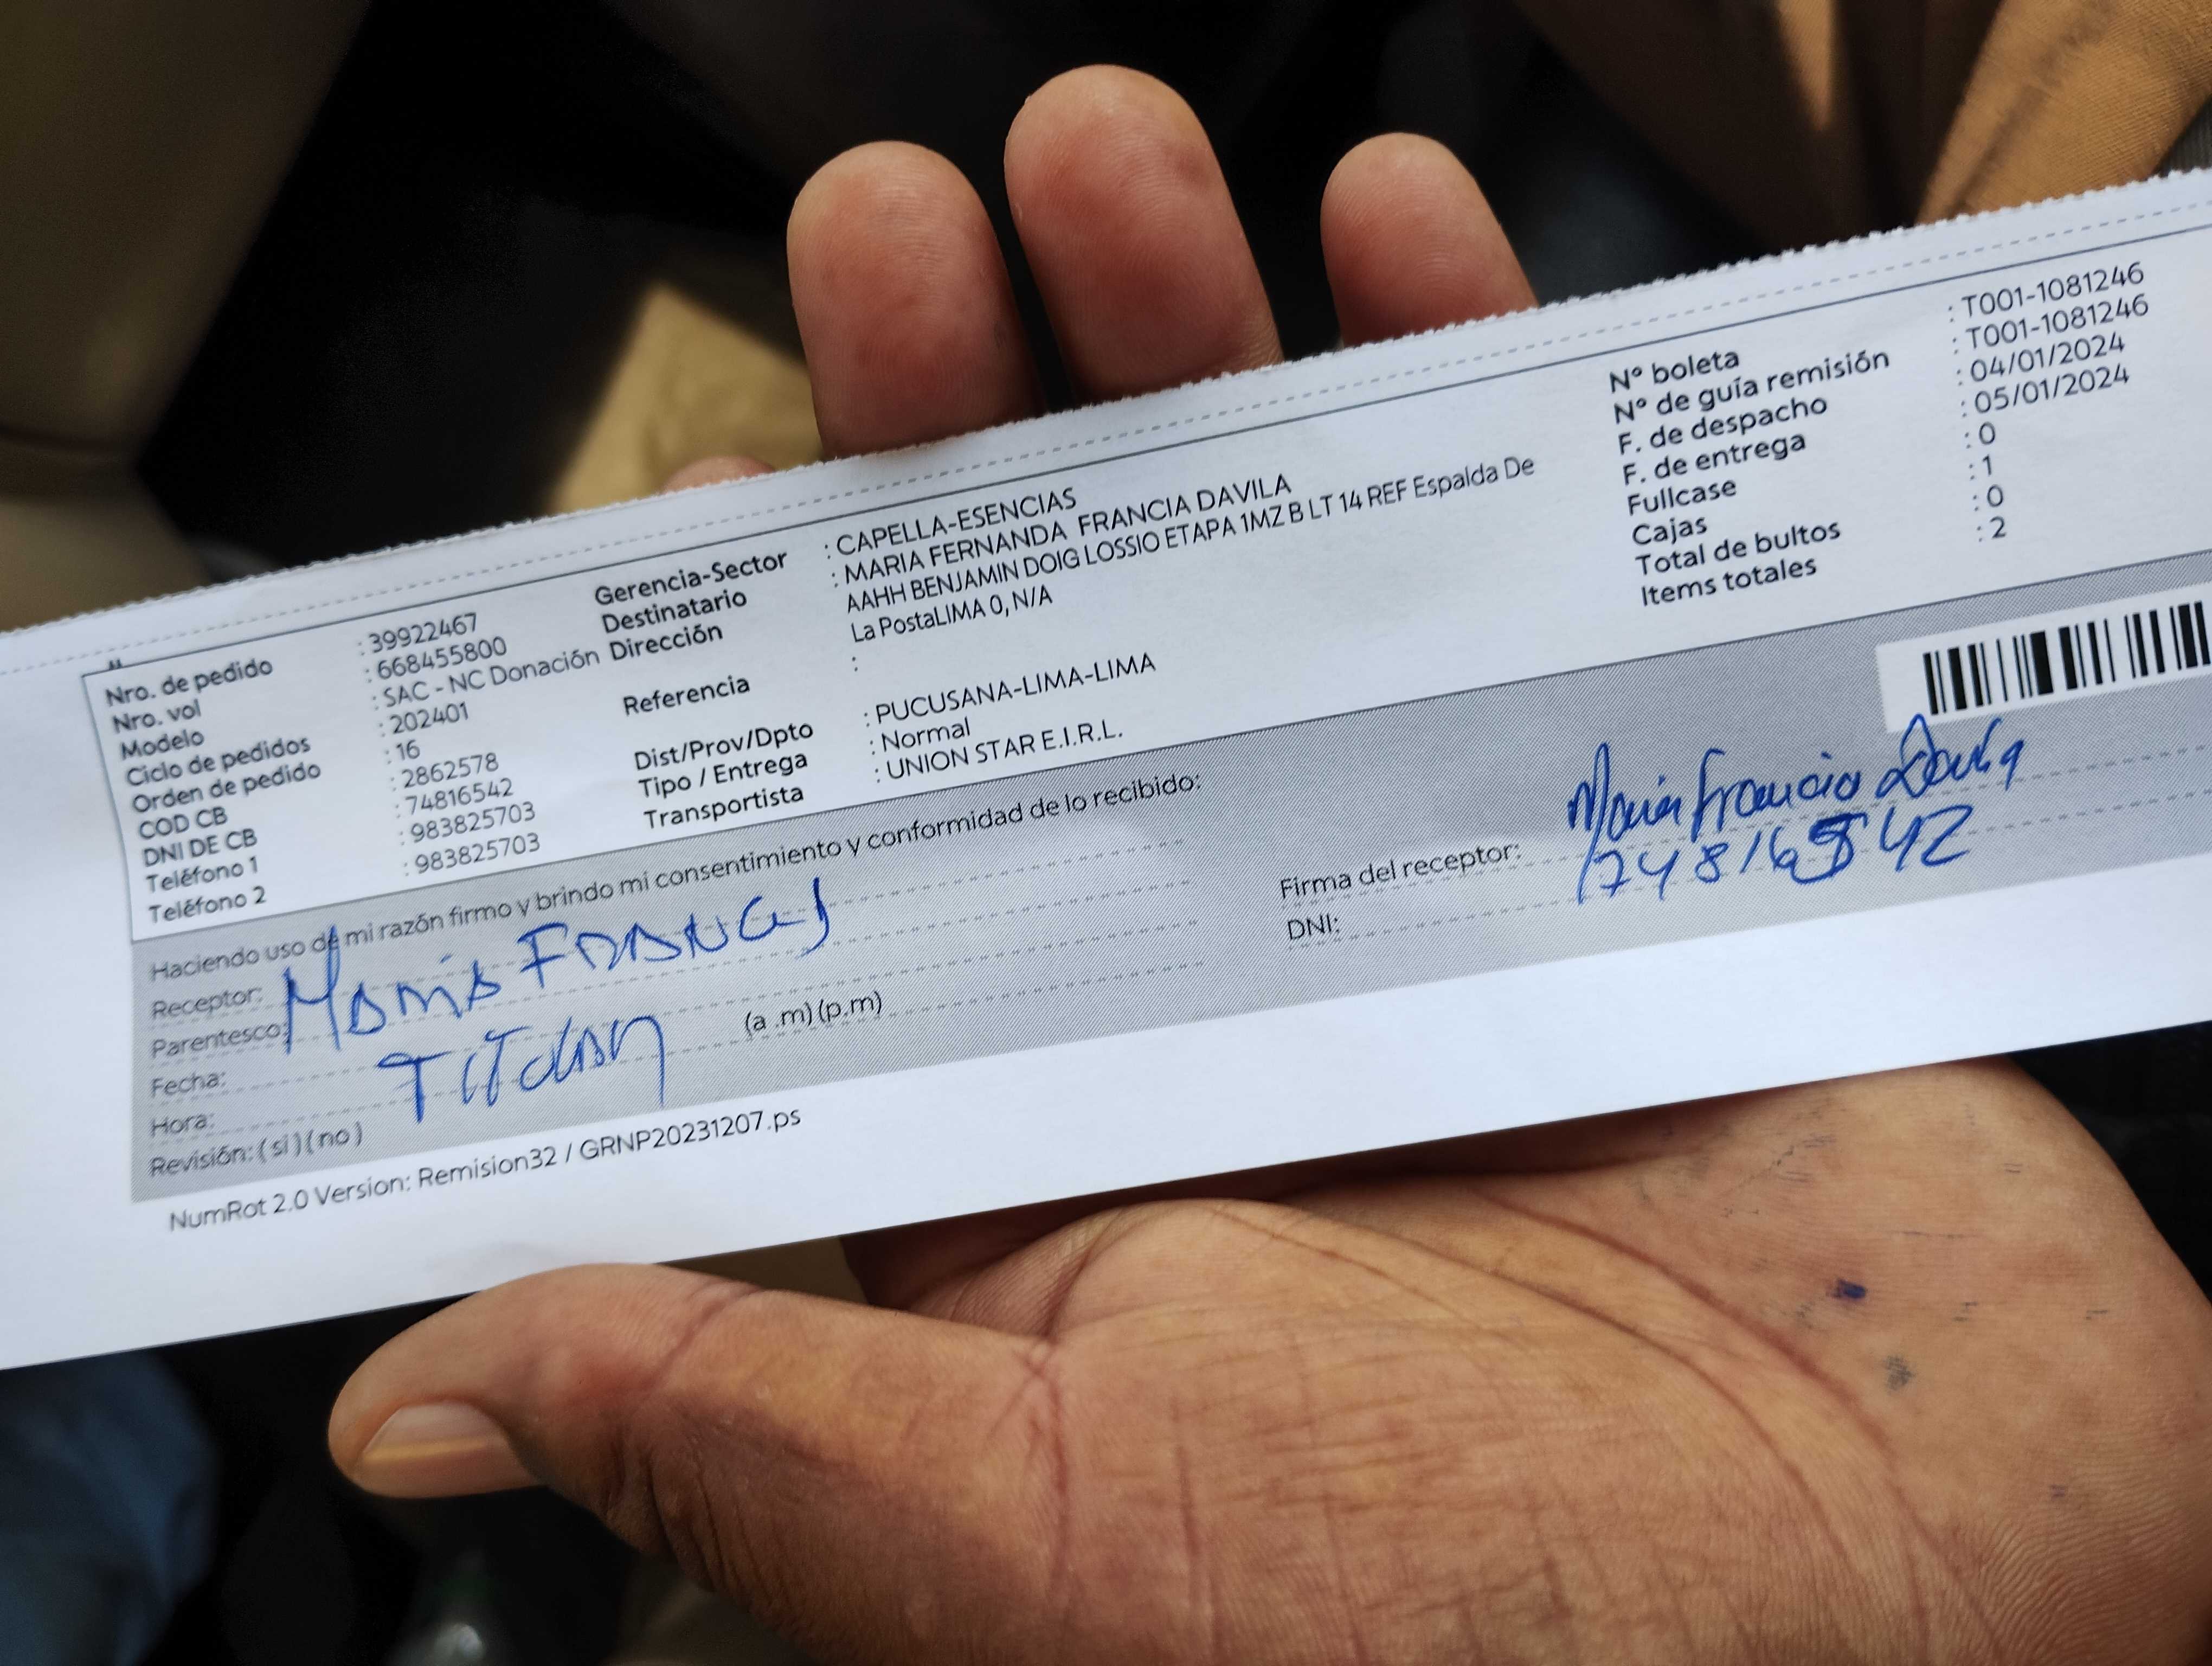 Nro. de pedido : 39922467
Nro. vol : 668455800
Modelo : SAC - NC Donación
Ciclo de pedidos : 202401
Orden de pedido : 16
COD CB : 2862578
DNI DE CB : 74816542
Teléfono 1 : 983825703
Teléfono 2 : 983825703
Gerencia-Sector : CAPELLA-ESENCIAS
Destinatario : MARIA FERNANDA FRANCIA DAVILA
Dirección AAHH BENJAMIN DOIG LOSSIO ETAPA 1MZ B LT 14 REF Espalda De
La PostaLIMA 0, N/A
Referencia :
Dist/Prov/Dpto : PUCUSANA-LIMA-LIMA
Tipo / Entrega : Normal
Transportista : UNION STAR E.I.R.L.
N° boleta : T001-1081246
N° de guía remisión : T001-1081246
F. de despacho : 04/01/2024
F. de entrega : 05/01/2024
Fullcase : 0
Cajas : 1
Total de bultos : 0
Items totales : 2
Haciendo uso de mi razón firmo y brindo mi consentimiento y conformidad de lo recibido:
Receptor: Maria
Parentesco:
Fecha:
Hora: (a .m) (p.m)
Revisión: ( si ) ( no )
Firma del receptor: Maria Francia Davila
DNI: 74816542
NumRot 2.0 Version: Remision32 / GRNP20231207.ps